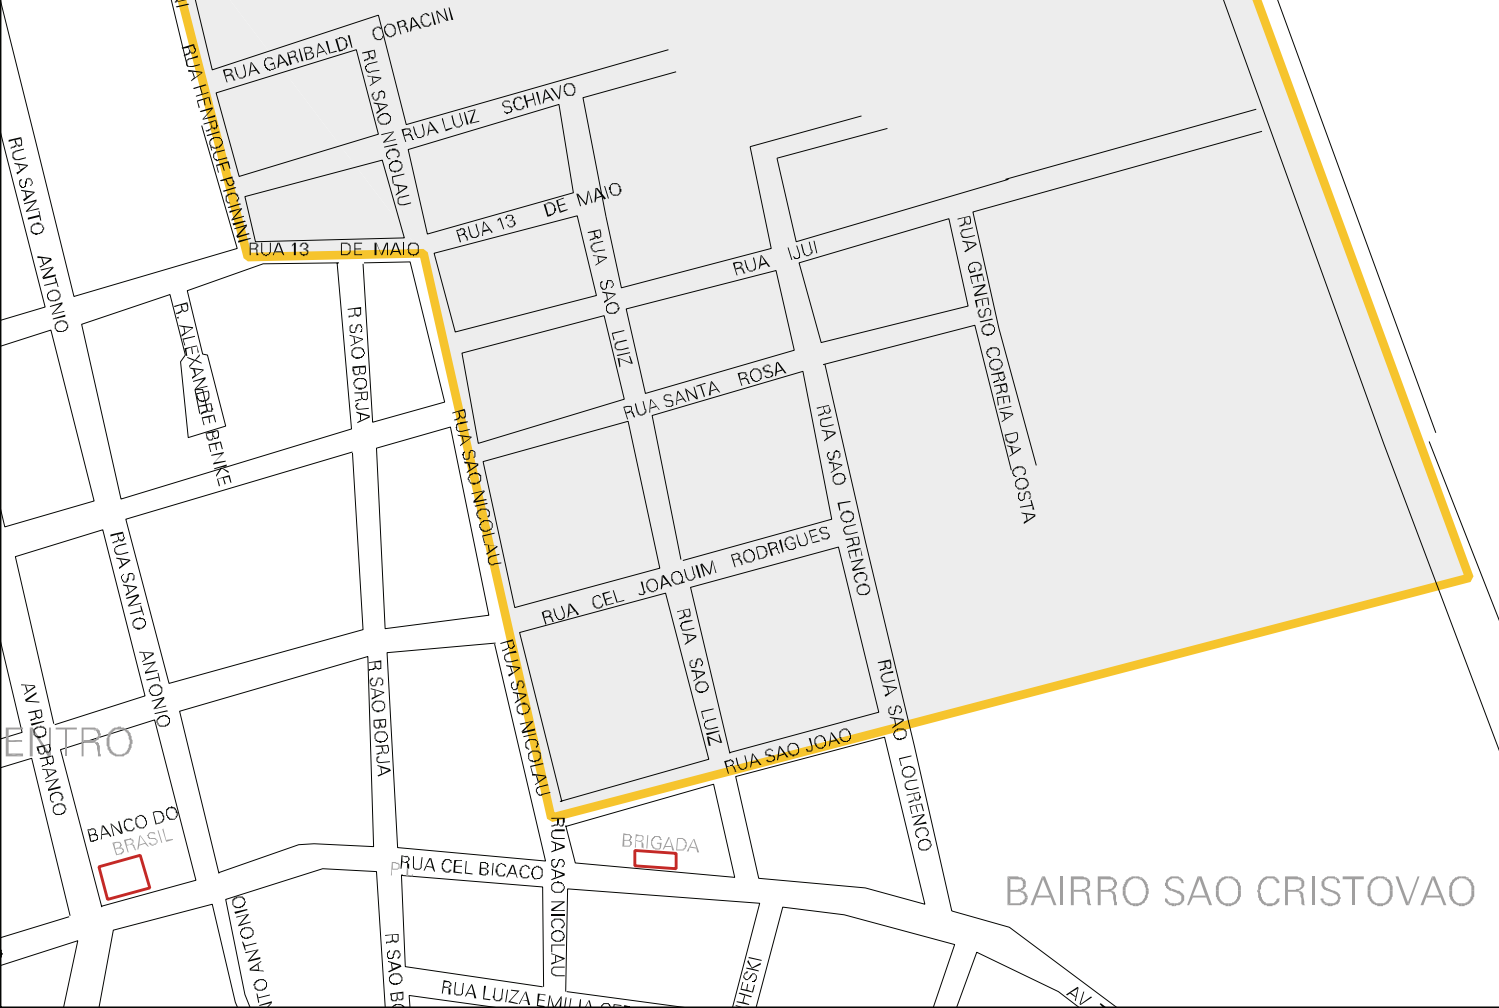 RUA GARIBALDI CORACINI
RUA HENRIQUE PICININI
RUA SAO NICOLAU
RUA LUIZ SCHIAVO
RUA SANTO ANTONIO
RUA 13 DE MAIO
RUA 13 DE MAIO
RUA SAO LUIZ
RUA IJUI
RUA GENESIO CORREIA DA COSTA
R. ALEXANDRE BENKE
R SAO BORJA
RUA SANTA ROSA
RUA SAO NICOLAU
RUA SAO LOURENCO
RUA SANTO ANTONIO
RUA CEL JOAQUIM RODRIGUES
RUA SAO LUIZ
RUA SAO NICOLAU
R SAO BORJA
RUA SAO LOURENCO
AV RIO BRANCO
ENTRO
RUA SAO JOAO
BANCO DO
BRASIL
BRIGADA
RUA CEL BICACO
RUA SAO NICOLAU
BAIRRO SAO CRISTOVAO
TO ANTONIO
R SAO BO
RUA LUIZA EMILIA
HESKI
AV